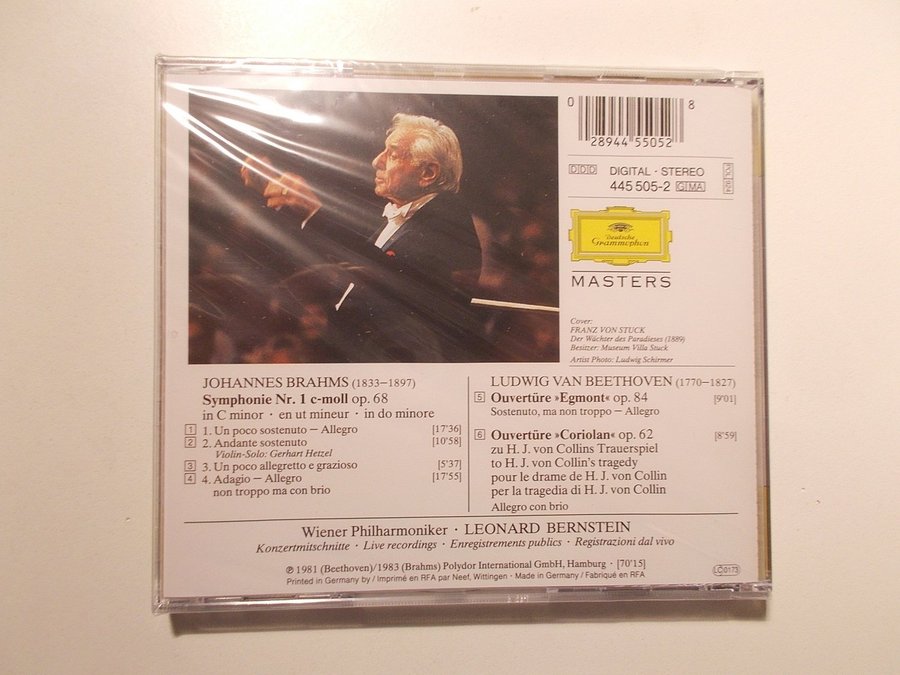 0 28944 55052 8
DDD DIGITAL · STEREO
445 505-2 GEMA
POL 924
Deutsche
Grammophon
MASTERS
Cover:
FRANZ VON STUCK
Der Wächter des Paradieses (1889)
Besitzer: Museum Villa Stuck
Artist Photo: Ludwig Schirmer
JOHANNES BRAHMS (1833–1897)
Symphonie Nr. 1 c-moll op. 68
in C minor · en ut mineur · in do minore
1 1. Un poco sostenuto – Allegro [17'36]
2 2. Andante sostenuto [10'58]
Violin-Solo: Gerhart Hetzel
3 3. Un poco allegretto e grazioso [5'37]
4 4. Adagio – Allegro [17'55]
non troppo ma con brio
LUDWIG VAN BEETHOVEN (1770–1827)
5 Ouvertüre »Egmont« op. 84 [9'01]
Sostenuto, ma non troppo – Allegro
6 Ouvertüre »Coriolan« op. 62 [8'59]
zu H. J. von Collins Trauerspiel
to H. J. von Collin's tragedy
pour le drame de H. J. von Collin
per la tragedia di H. J. von Collin
Allegro con brio
Wiener Philharmoniker · LEONARD BERNSTEIN
Konzertmitschnitte · Live recordings · Enregistrements publics · Registrazioni dal vivo
℗ 1981 (Beethoven)/1983 (Brahms) Polydor International GmbH, Hamburg · [70'15]
Printed in Germany by / Imprimé en RFA par Neef, Wittingen · Made in Germany / Fabriqué en RFA
LC 0173